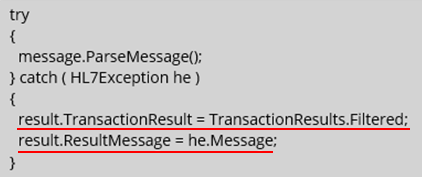 try
{
message.ParseMessage();
} catch ( HL7Exception he )
{
result.TransactionResult = TransactionResults.Filtered;
result.ResultMessage = he.Message;
}